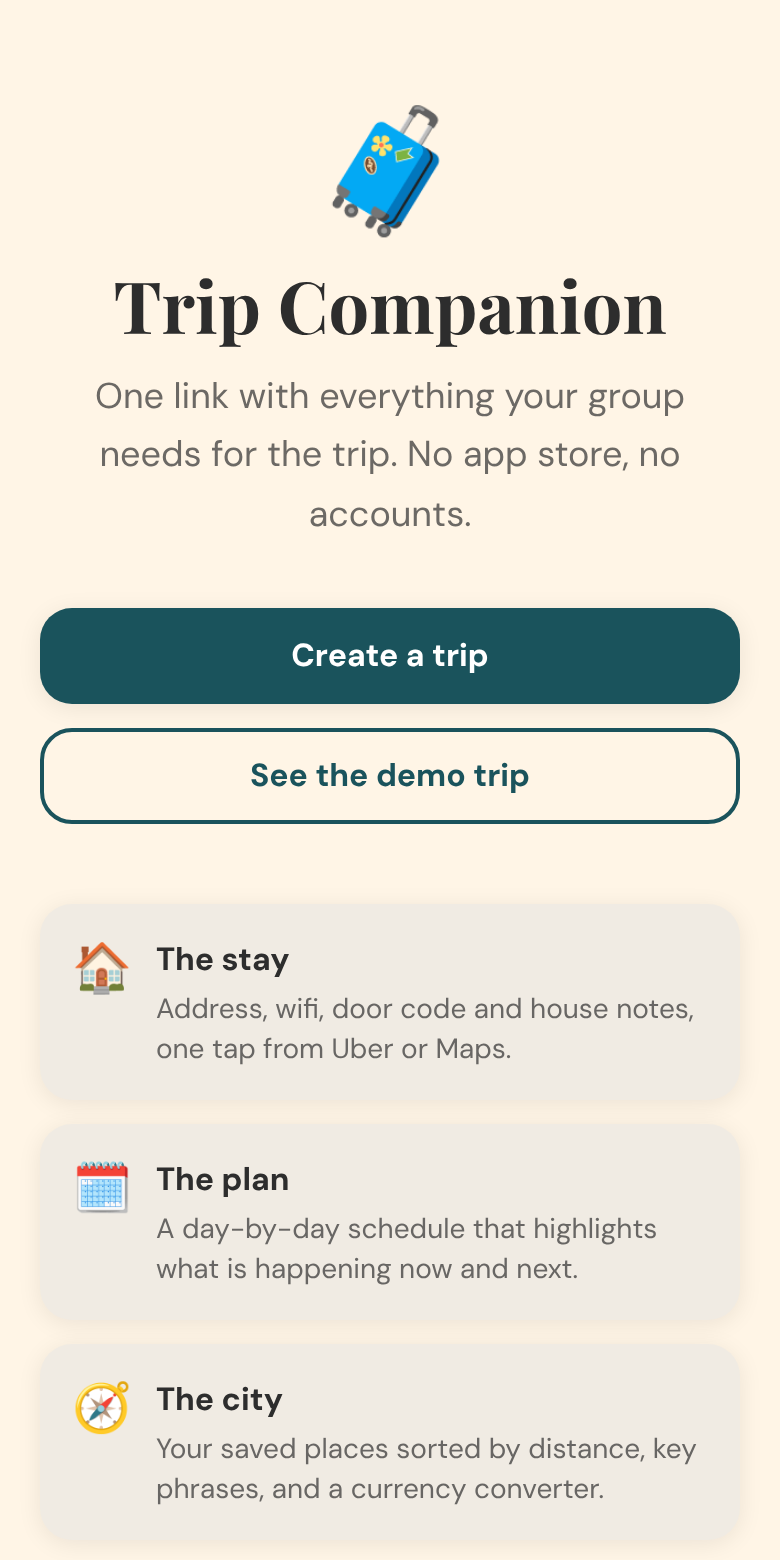 Trip Companion
One link with everything your group
needs for the trip. No app store, no
accounts.
Create a trip
See the demo trip
The stay
Address, wifi, door code and house notes,
one tap from Uber or Maps.
The plan
A day-by-day schedule that highlights
what is happening now and next.
The city
Your saved places sorted by distance, key
phrases, and a currency converter.